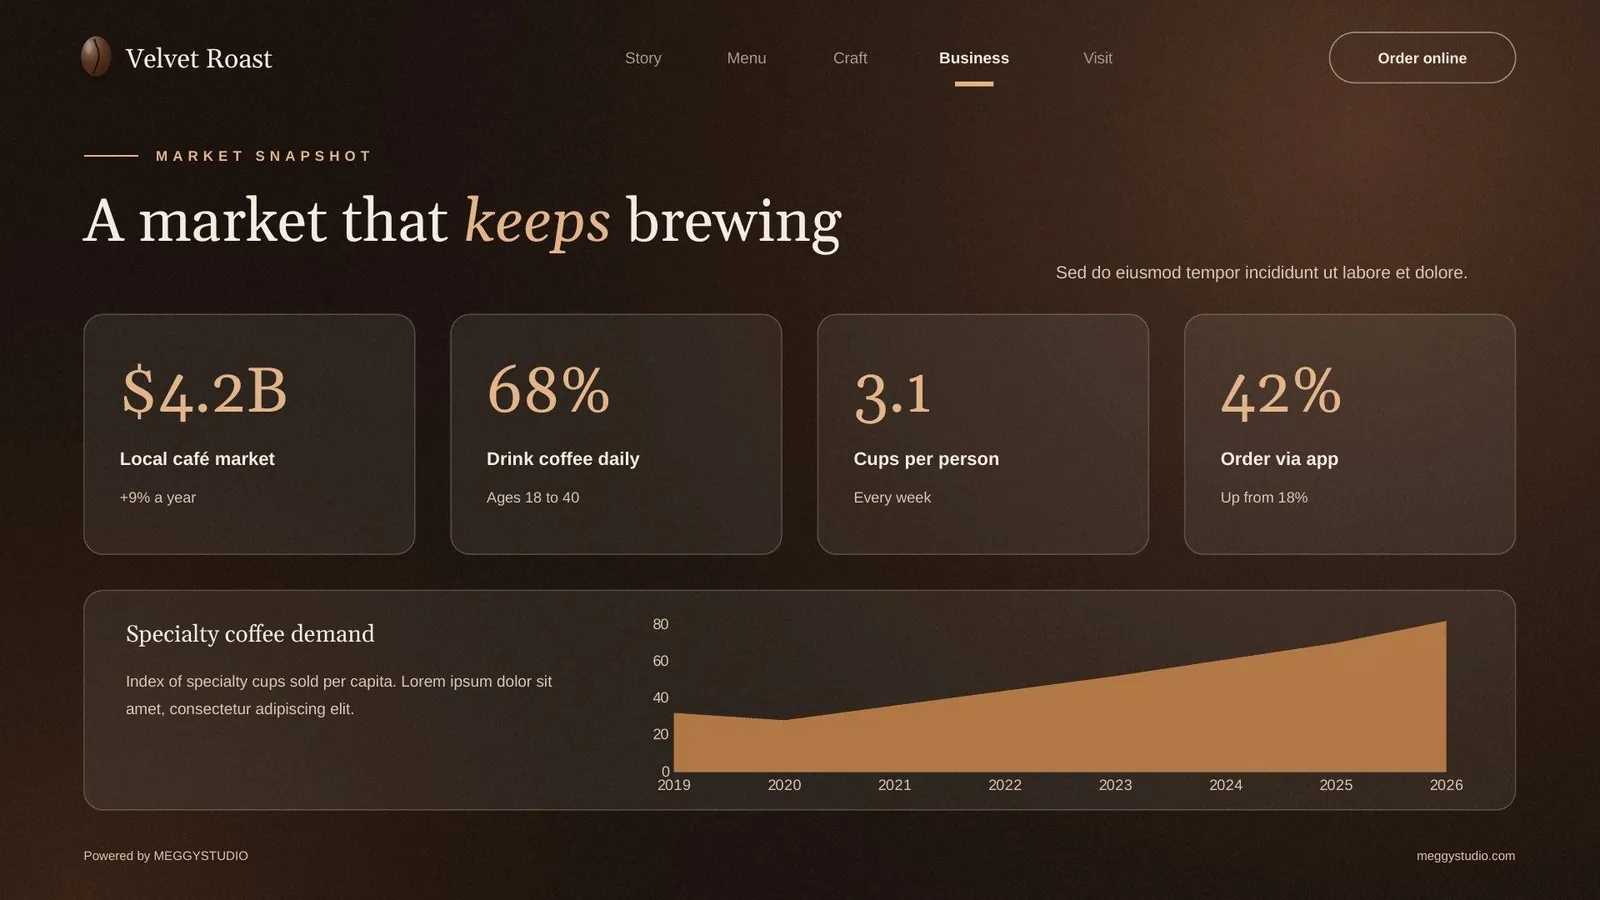 Velvet Roast
Story
Menu
Craft
Business
Visit
Order online
MARKET SNAPSHOT
A market that keeps brewing
Sed do eiusmod tempor incididunt ut labore et dolore.
$4.2B
Local café market
+9% a year
68%
Drink coffee daily
Ages 18 to 40
3.1
Cups per person
Every week
42%
Order via app
Up from 18%
Specialty coffee demand
Index of specialty cups sold per capita. Lorem ipsum dolor sit
amet, consectetur adipiscing elit.
80
60
40
20
0
2019
2020
2021
2022
2023
2024
2025
2026
Powered by MEGGYSTUDIO
meggystudio.com